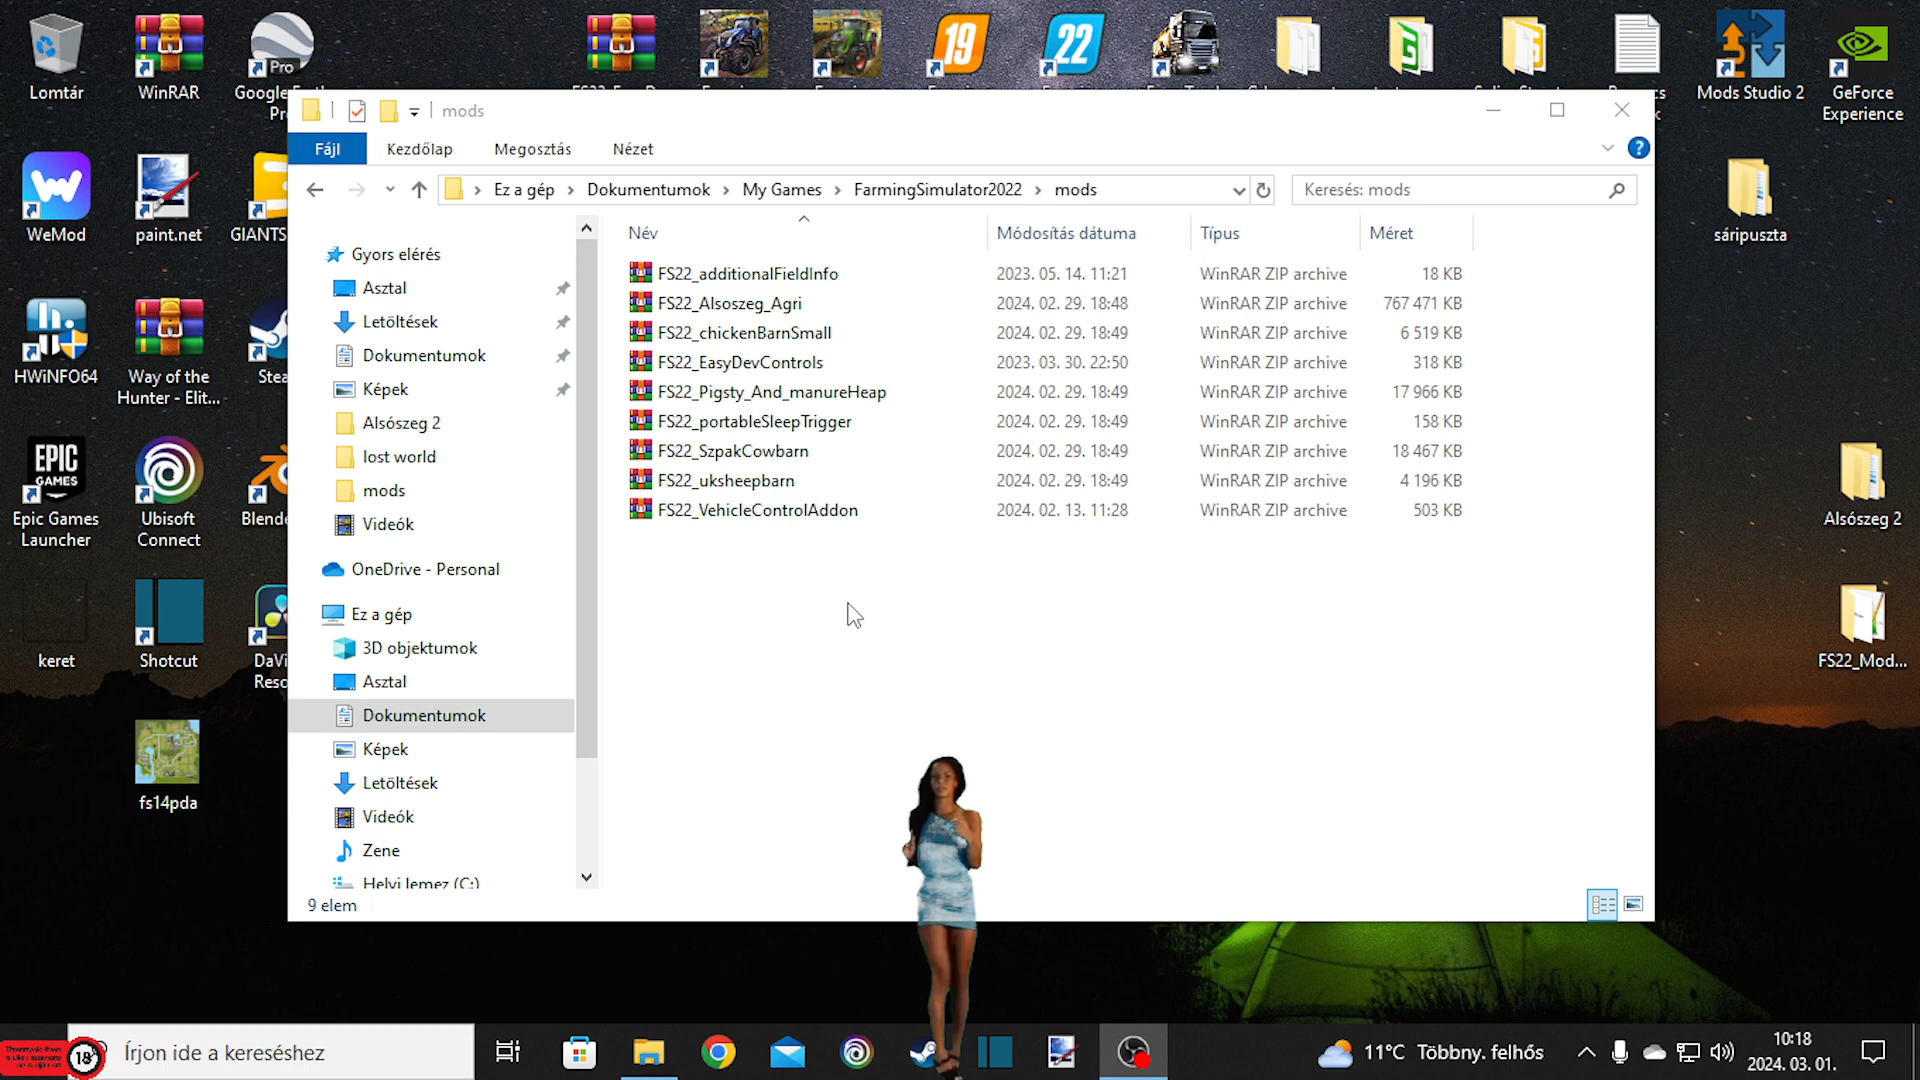 Lomtár
WinRAR
Pro
19
22
Mods Studio 2
GeForce
Experience
WeMod
paint.net
GIANTS
HWiNFO64
Way of the
Hunter - Elit...
Stea
EPIC
GAMES
Epic Games
Launcher
Ubisoft
Connect
Blende
keret
Shotcut
DaVi
Reso
fs14pda
sáripuszta
Alsószeg 2
FS22_Mod...
mods
Fájl
Kezdőlap
Megosztás
Nézet
?
Ez a gép
Dokumentumok
My Games
FarmingSimulator2022
mods
Keresés: mods
Gyors elérés
Asztal
Letöltések
Dokumentumok
Képek
Alsószeg 2
lost world
mods
Videók
OneDrive - Personal
Ez a gép
3D objektumok
Asztal
Dokumentumok
Képek
Letöltések
Videók
Zene
Helyi lemez (C:)
Név Módosítás dátuma Típus Méret
FS22_additionalFieldInfo 2023. 05. 14. 11:21 WinRAR ZIP archive 18 KB
FS22_Alsoszeg_Agri 2024. 02. 29. 18:48 WinRAR ZIP archive 767 471 KB
FS22_chickenBarnSmall 2024. 02. 29. 18:49 WinRAR ZIP archive 6 519 KB
FS22_EasyDevControls 2023. 03. 30. 22:50 WinRAR ZIP archive 318 KB
FS22_Pigsty_And_manureHeap 2024. 02. 29. 18:49 WinRAR ZIP archive 17 966 KB
FS22_portableSleepTrigger 2024. 02. 29. 18:49 WinRAR ZIP archive 158 KB
FS22_SzpakCowbarn 2024. 02. 29. 18:49 WinRAR ZIP archive 18 467 KB
FS22_uksheepbarn 2024. 02. 29. 18:49 WinRAR ZIP archive 4 196 KB
FS22_VehicleControlAddon 2024. 02. 13. 11:28 WinRAR ZIP archive 503 KB
9 elem
18
Írjon ide a kereséshez
11°C Többny. felhős
10:18
2024. 03. 01.